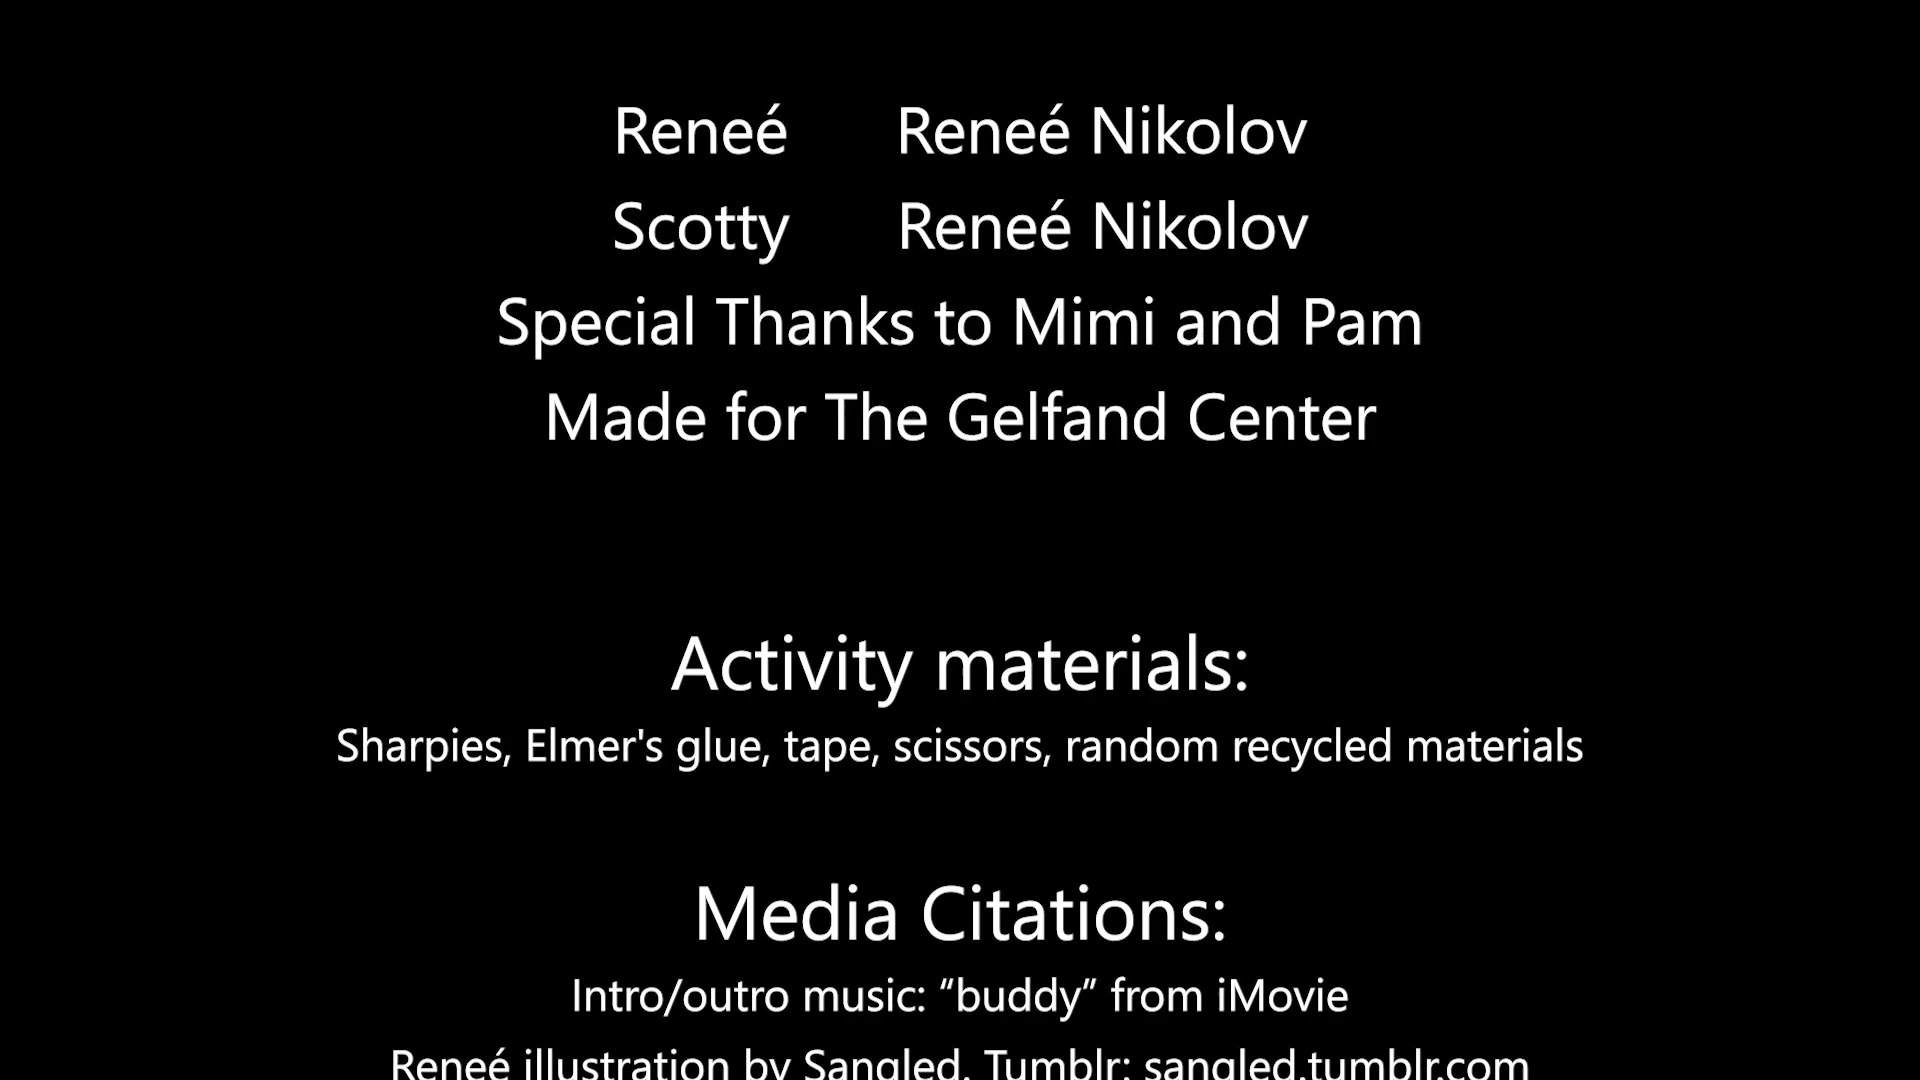 Reneé Reneé Nikolov
Scotty Reneé Nikolov
Special Thanks to Mimi and Pam
Made for The Gelfand Center
Activity materials:
Sharpies, Elmer's glue, tape, scissors, random recycled materials
Media Citations:
Intro/outro music: “buddy” from iMovie
Reneé illustration by Sangled. Tumblr: sangled.tumblr.com